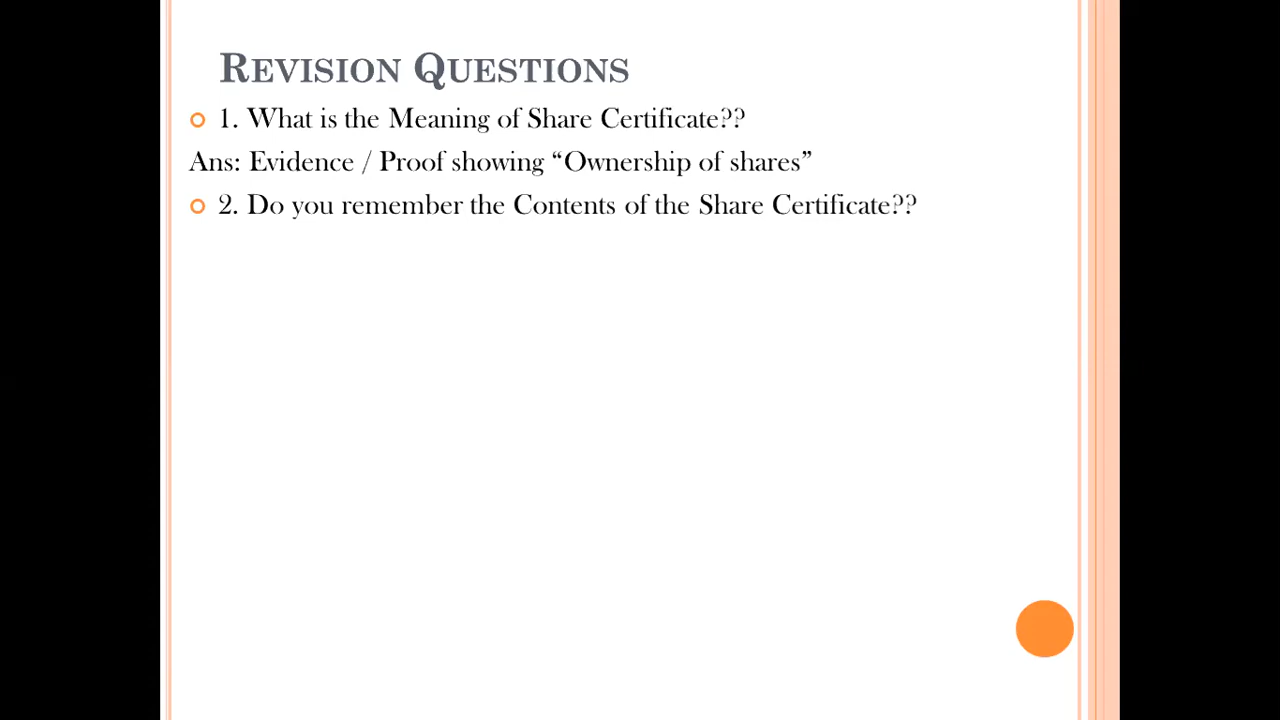 REVISION QUESTIONS
1. What is the Meaning of Share Certificate??
Ans: Evidence / Proof showing “Ownership of shares”
2. Do you remember the Contents of the Share Certificate??